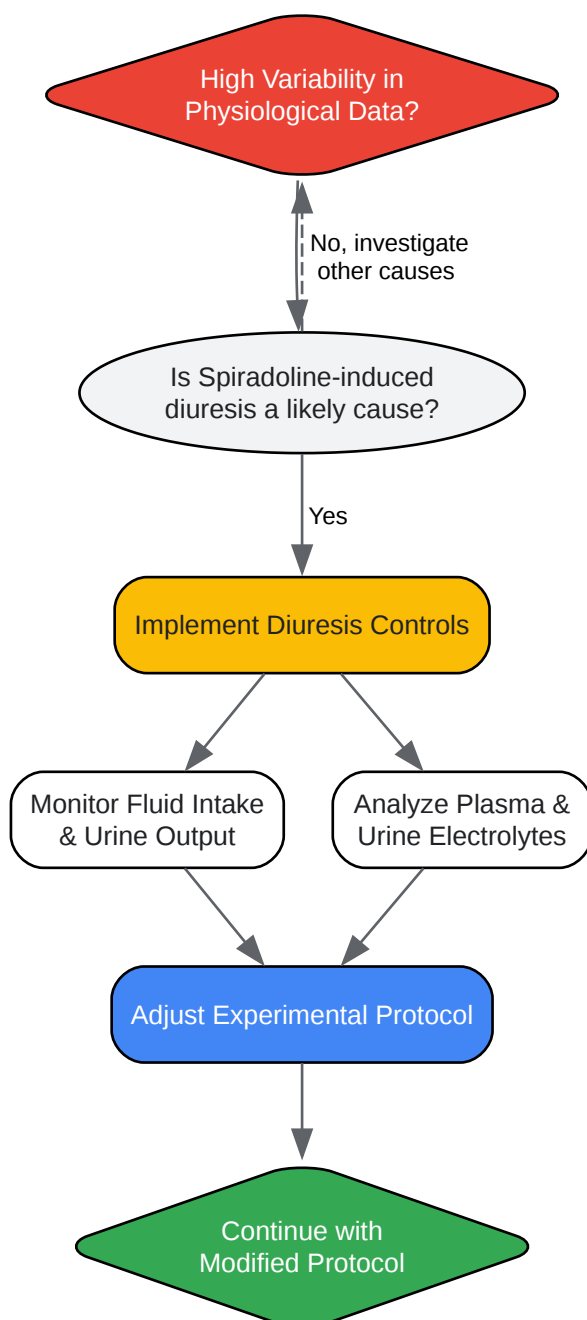 High Variability in
Physiological Data?
No, investigate
other causes
Is Spiradoline-induced
diuresis a likely cause?
Yes
Implement Diuresis Controls
Monitor Fluid Intake
& Urine Output
Analyze Plasma &
Urine Electrolytes
Adjust Experimental Protocol
Continue with
Modified Protocol